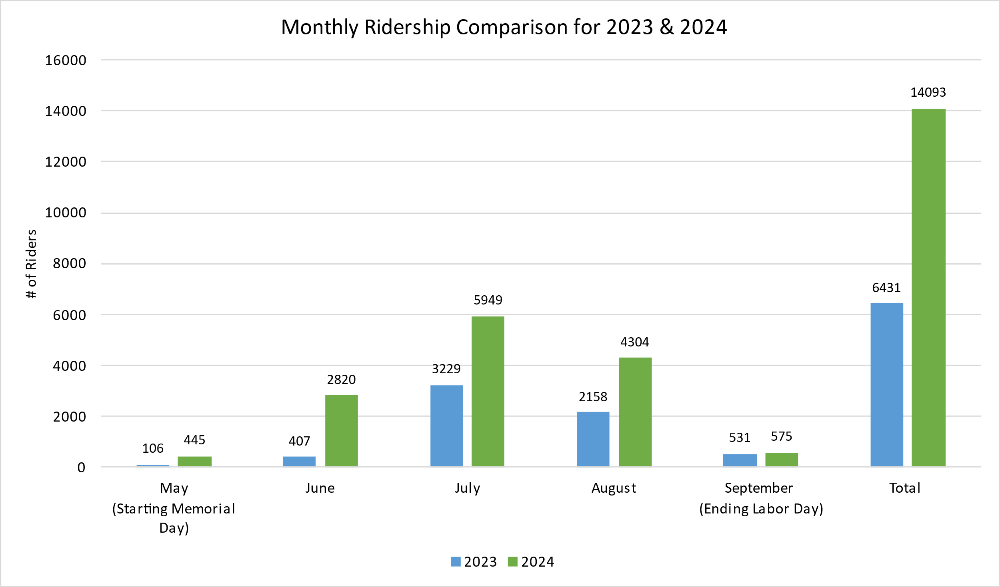 Monthly Ridership Comparison for 2023 & 2024
# of Riders
16000
14000
12000
10000
8000
6000
4000
2000
0
106
445
407
2820
3229
5949
2158
4304
531
575
6431
14093
May
(Starting Memorial
Day)
June
July
August
September
(Ending Labor Day)
Total
2023
2024